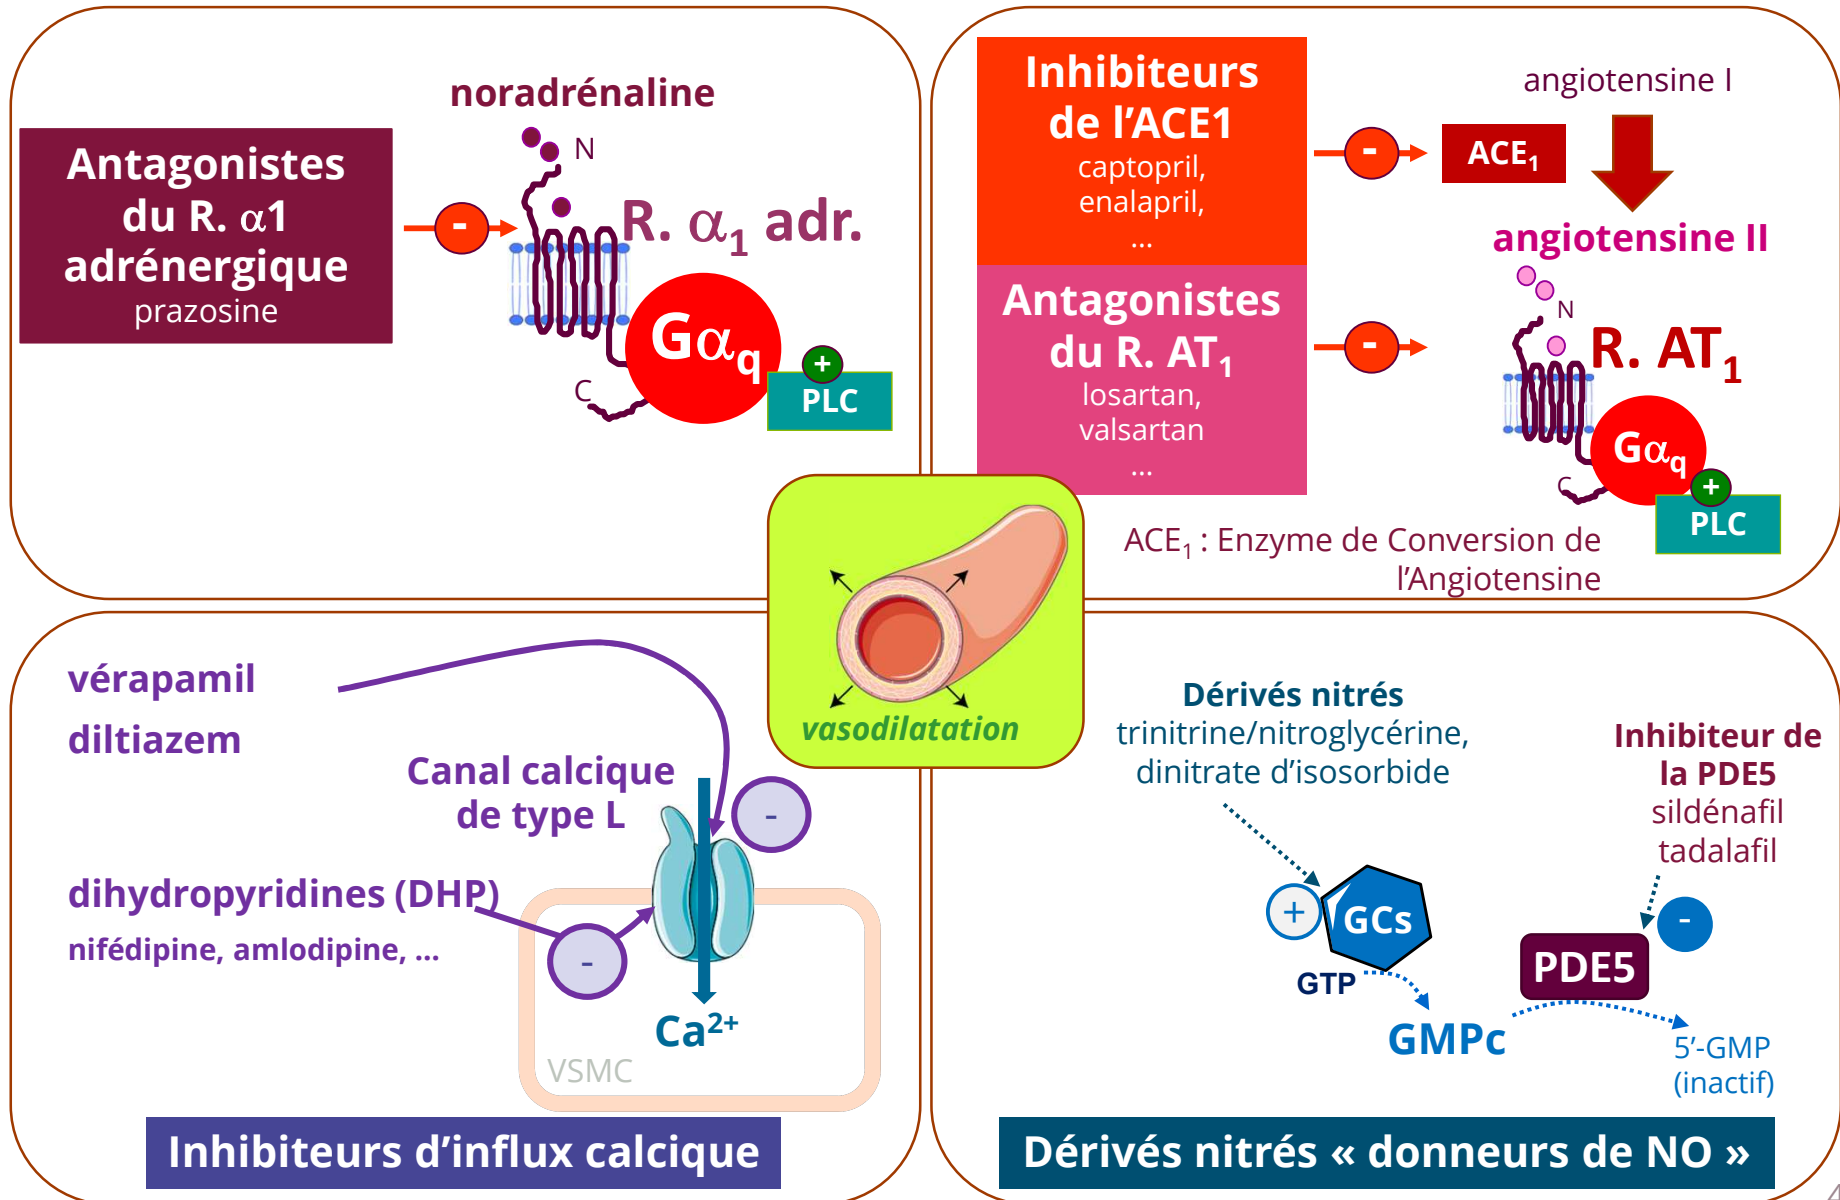 noradrénaline
Antagonistes
du R. α1
adrénergique
prazosine
-
N
R. α₁ adr.
Gα_q
C
+
PLC
Inhibiteurs
de l'ACE1
captopril,
enalapril,
...
Antagonistes
du R. AT₁
losartan,
valsartan
...
-
-
angiotensine I
ACE₁
angiotensine II
N
R. AT₁
Gα_q
C
+
PLC
ACE₁ : Enzyme de Conversion de
l'Angiotensine
vasodilatation
vérapamil
diltiazem
Canal calcique
de type L
-
dihydropyridines (DHP)
nifédipine, amlodipine, ...
-
Ca²⁺
VSMC
Inhibiteurs d'influx calcique
Dérivés nitrés
trinitrine/nitroglycérine,
dinitrate d'isosorbide
Inhibiteur de
la PDE5
sildénafil
tadalafil
+
GCs
-
PDE5
GTP
GMPc
5'-GMP
(inactif)
Dérivés nitrés « donneurs de NO »